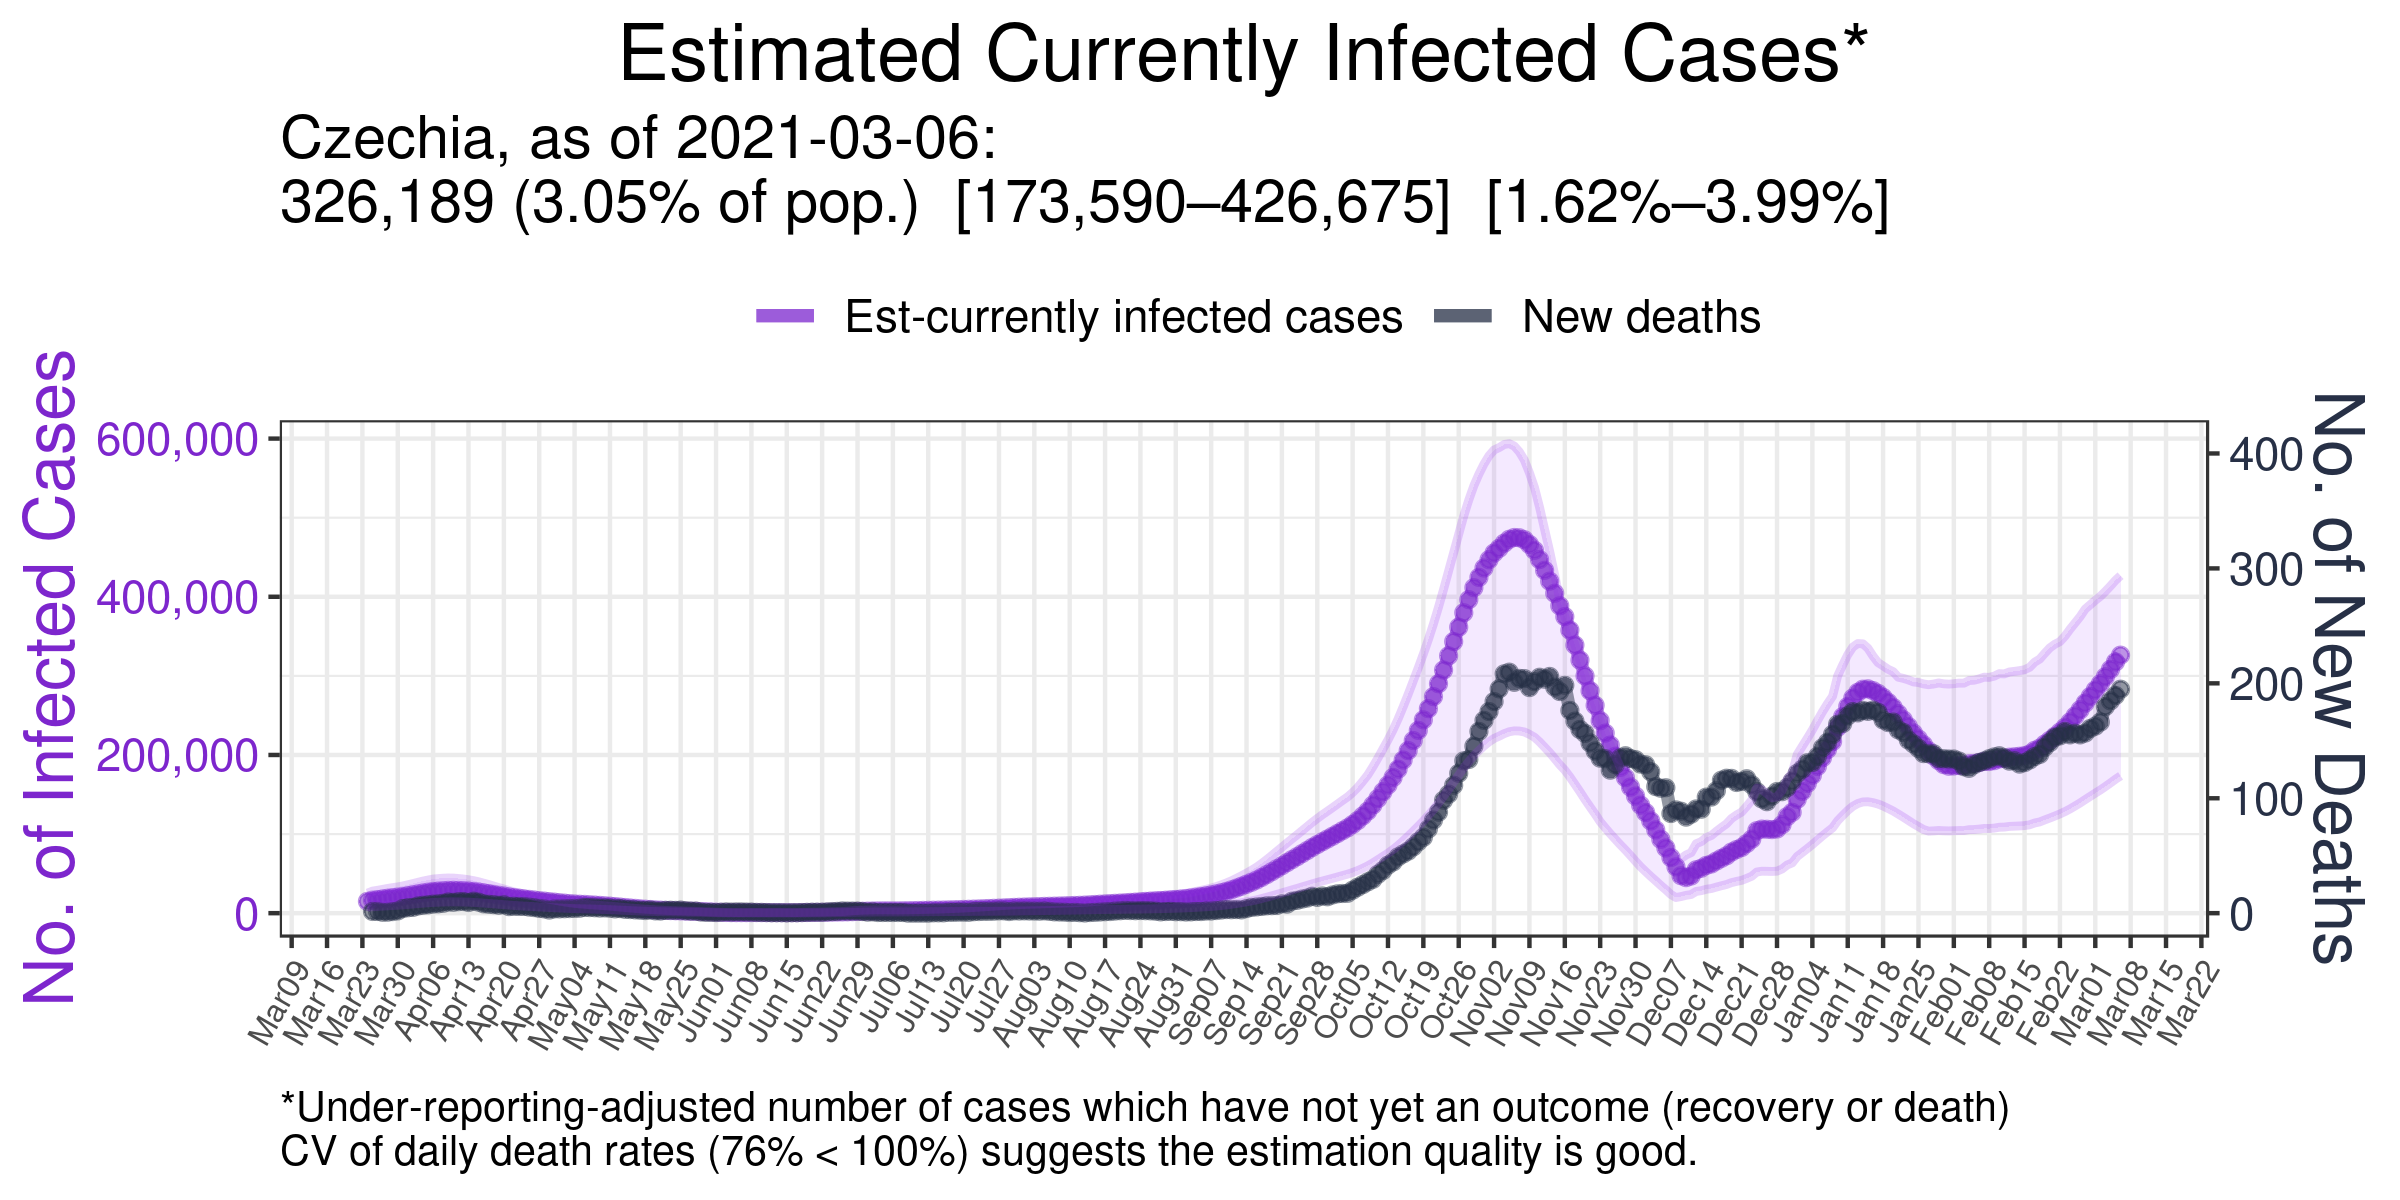 Estimated Currently Infected Cases*
Czechia, as of 2021-03-06:
326,189 (3.05% of pop.) [173,590–426,675] [1.62%–3.99%]
Est-currently infected cases New deaths
No. of Infected Cases
600,000
400,000
200,000
0
400
300
200
100
0
No. of New Deaths
Mar09 Mar16 Mar23 Mar30 Apr06 Apr13 Apr20 Apr27 May04 May11 May18 May25 Jun01 Jun08 Jun15 Jun22 Jun29 Jul06 Jul13 Jul20 Jul27 Aug03 Aug10 Aug17 Aug24 Aug31 Sep07 Sep14 Sep21 Sep28 Oct05 Oct12 Oct19 Oct26 Nov02 Nov09 Nov16 Nov23 Nov30 Dec07 Dec14 Dec21 Dec28 Jan04 Jan11 Jan18 Jan25 Feb01 Feb08 Feb15 Feb22 Mar01 Mar08 Mar15 Mar22
*Under-reporting-adjusted number of cases which have not yet an outcome (recovery or death)
CV of daily death rates (76% < 100%) suggests the estimation quality is good.